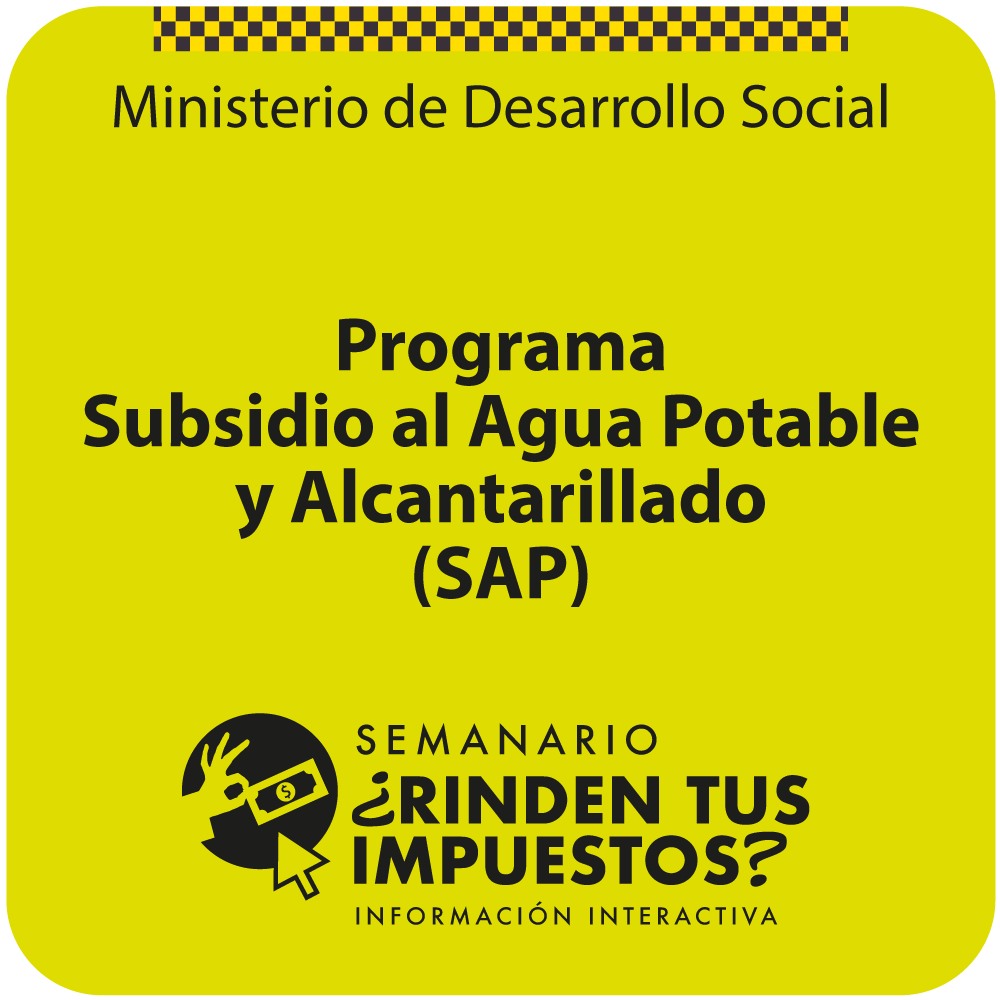 Ministerio de Desarrollo Social
Programa
Subsidio al Agua Potable
y Alcantarillado
(SAP)
SEMANARIO
¿RINDEN TUS
IMPUESTOS?
INFORMACIÓN INTERACTIVA